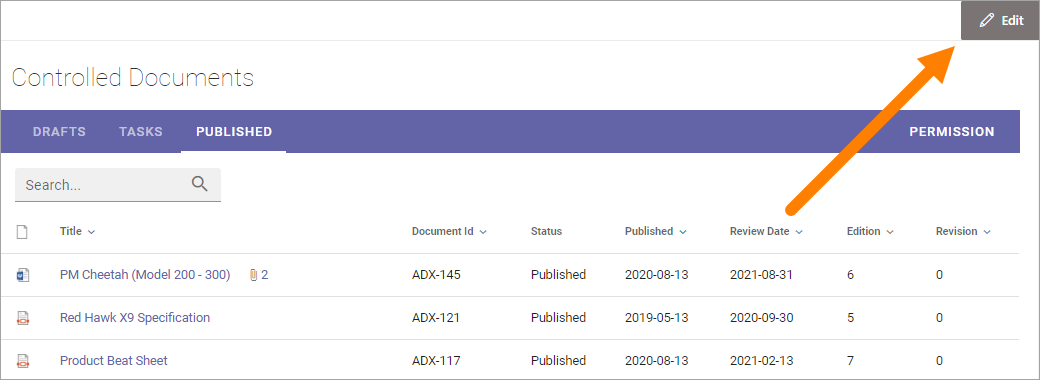 Edit
Controlled Documents
DRAFTS TASKS PUBLISHED PERMISSION
Search...
Title Document Id Status Published Review Date Edition Revision
PM Cheetah (Model 200 - 300) 2 ADX-145 Published 2020-08-13 2021-08-31 6 0
Red Hawk X9 Specification ADX-121 Published 2019-05-13 2020-09-30 5 0
Product Beat Sheet ADX-117 Published 2020-08-13 2021-02-13 7 0